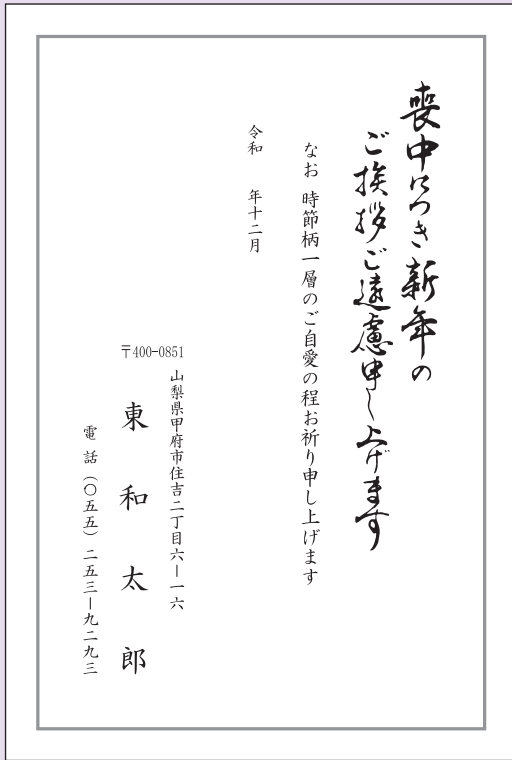 喪中につき新年の
ご挨拶ご遠慮申し上げます
なお 時節柄一層のご自愛の程お祈り申し上げます
令和 年十二月
〒400-0851
山梨県甲府市住吉二丁目六ー一六
東和太郎
電話（〇五五）二五三ー九二九三